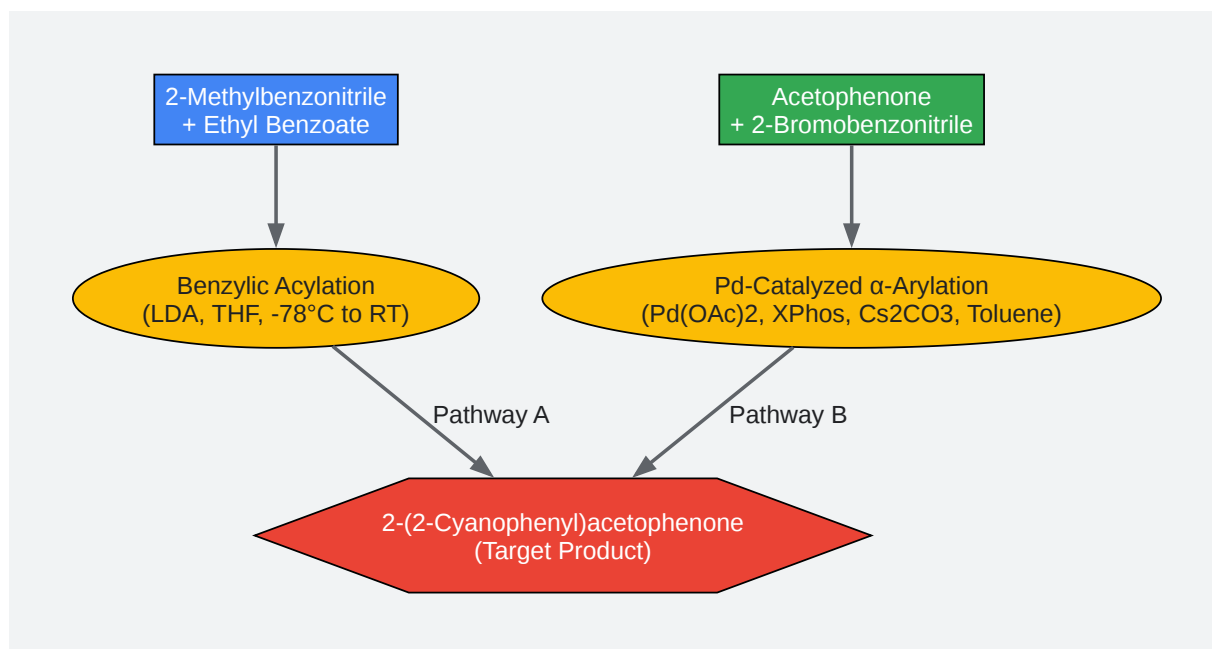 2-Methylbenzonitrile
+ Ethyl Benzoate
Acetophenone
+ 2-Bromobenzonitrile
Benzylic Acylation
(LDA, THF, -78°C to RT)
Pd-Catalyzed α-Arylation
(Pd(OAc)2, XPhos, Cs2CO3, Toluene)
Pathway A
Pathway B
2-(2-Cyanophenyl)acetophenone
(Target Product)